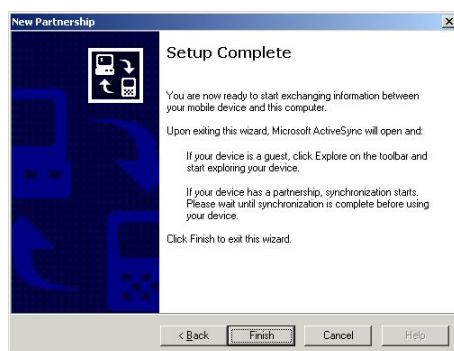 New Partnership
Setup Complete
You are now ready to start exchanging information between
your mobile device and this computer.
Upon exiting this wizard, Microsoft ActiveSync will open and:
If your device is a guest, click Explore on the toolbar and
start exploring your device.
If your device has a partnership, synchronization starts.
Please wait until synchronization is complete before using
your device.
Click Finish to exit this wizard.
< Back Finish Cancel Help